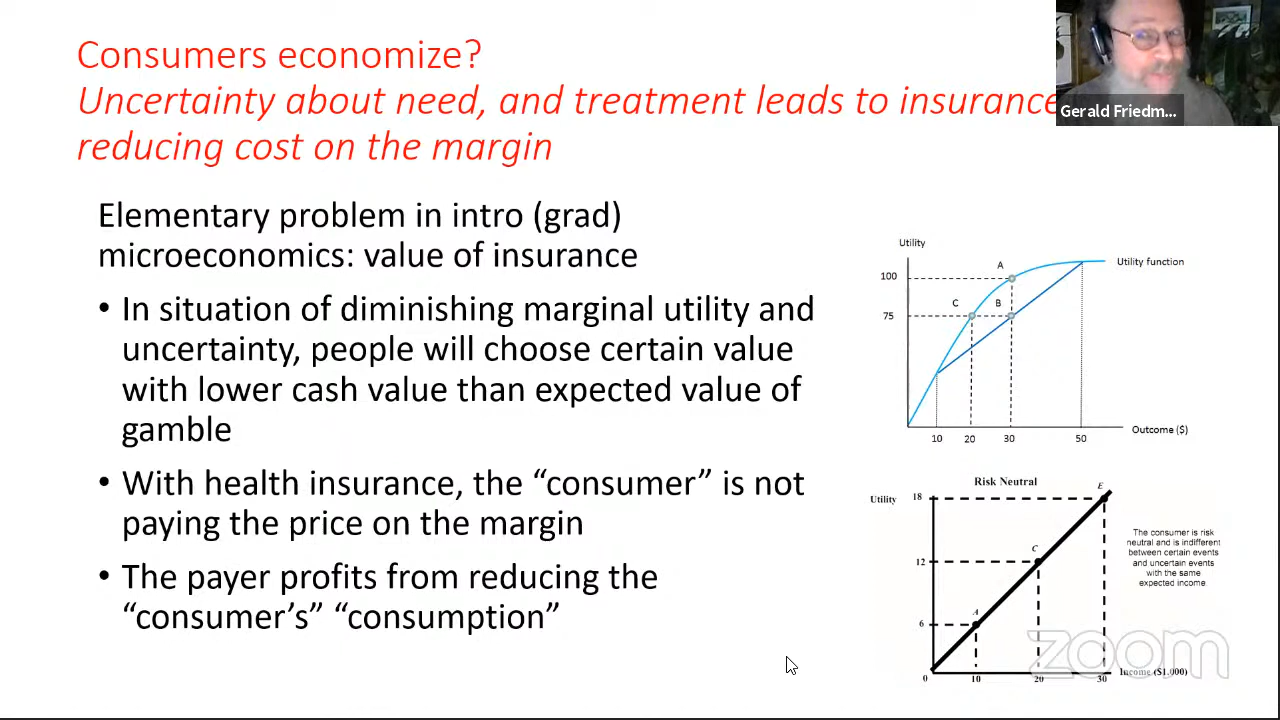 Consumers economize?
Uncertainty about need, and treatment leads to insurance
reducing cost on the margin
Gerald Friedm...
Elementary problem in intro (grad)
microeconomics: value of insurance
• In situation of diminishing marginal utility and
uncertainty, people will choose certain value
with lower cash value than expected value of
gamble
• With health insurance, the “consumer” is not
paying the price on the margin
• The payer profits from reducing the
“consumer’s” “consumption”
Utility
100
75
A
C
B
Utility function
10
20
30
50
Outcome ($)
Risk Neutral
Utility
18
12
6
0
10
20
30
E
C
A
Income ($1.000)
The consumer is risk
neutral and is indifferent
between certain events
and uncertain events
with the same
expected income
zoom